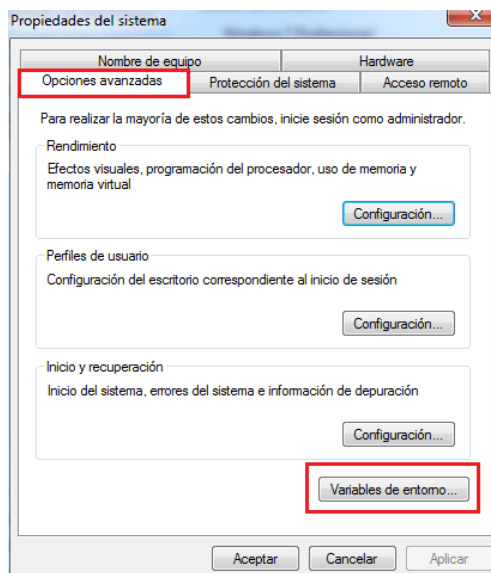 Propiedades del sistema
Nombre de equipo
Hardware
Opciones avanzadas
Protección del sistema
Acceso remoto
Para realizar la mayoría de estos cambios, inicie sesión como administrador.
Rendimiento
Efectos visuales, programación del procesador, uso de memoria y
memoria virtual
Configuración...
Perfiles de usuario
Configuración del escritorio correspondiente al inicio de sesión
Configuración...
Inicio y recuperación
Inicio del sistema, errores del sistema e información de depuración
Configuración...
Variables de entorno...
Aceptar
Cancelar
Aplicar